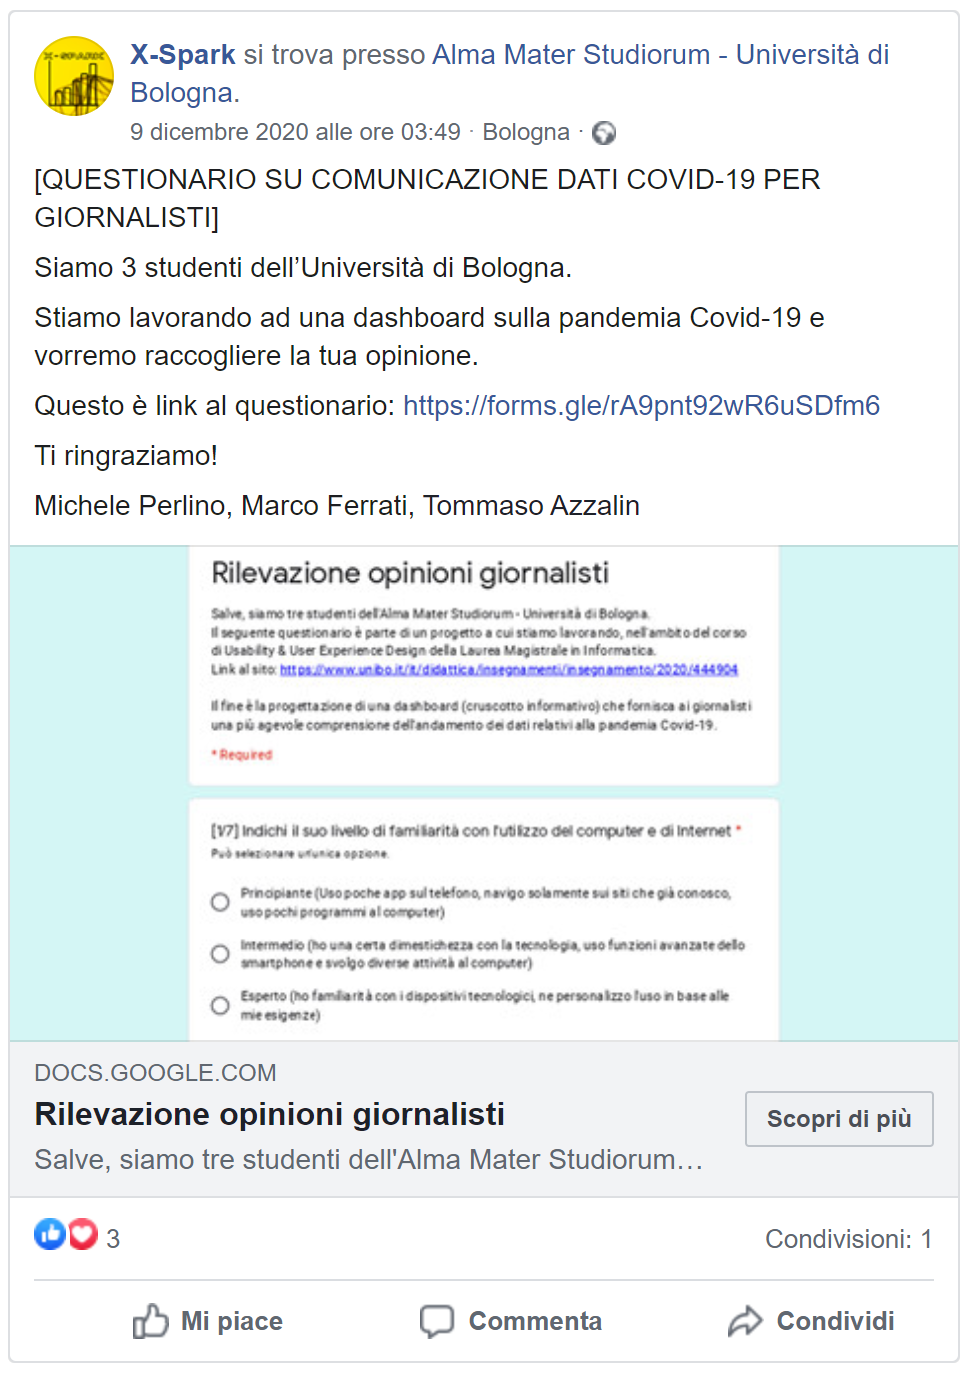 X-SPARK
X-Spark si trova presso Alma Mater Studiorum - Università di
Bologna.
9 dicembre 2020 alle ore 03:49 · Bologna ·
[QUESTIONARIO SU COMUNICAZIONE DATI COVID-19 PER
GIORNALISTI]
Siamo 3 studenti dell’Università di Bologna.
Stiamo lavorando ad una dashboard sulla pandemia Covid-19 e
vorremo raccogliere la tua opinione.
Questo è link al questionario: https://forms.gle/rA9pnt92wR6uSDfm6
Ti ringraziamo!
Michele Perlino, Marco Ferrati, Tommaso Azzalin
Rilevazione opinioni giornalisti
Salve, siamo tre studenti dell'Alma Mater Studiorum - Università di Bologna.
Il seguente questionario è parte di un progetto a cui stiamo lavorando, nell'ambito del corso
di Usability & User Experience Design della Laurea Magistrale in Informatica.
Link al sito: https://www.unibo.it/it/didattica/insegnamenti/insegnamento/2020/444904
Il fine è la progettazione di una dashboard (cruscotto informativo) che fornisca ai giornalisti
una più agevole comprensione dell'andamento dei dati relativi alla pandemia Covid-19.
* Required
[1/7] Indichi il suo livello di familiarità con l'utilizzo del computer e di Internet *
Può selezionare un'unica opzione.
Principiante (Uso poche app sul telefono, navigo solamente sui siti che già conosco,
uso pochi programmi al computer)
Intermedio (ho una certa dimestichezza con la tecnologia, uso funzioni avanzate dello
smartphone e svolgo diverse attività al computer)
Esperto (ho familiarità con i dispositivi tecnologici, ne personalizzo l'uso in base alle
mie esigenze)
DOCS.GOOGLE.COM
Rilevazione opinioni giornalisti
Salve, siamo tre studenti dell'Alma Mater Studiorum…
Scopri di più
3
Condivisioni: 1
Mi piace
Commenta
Condividi